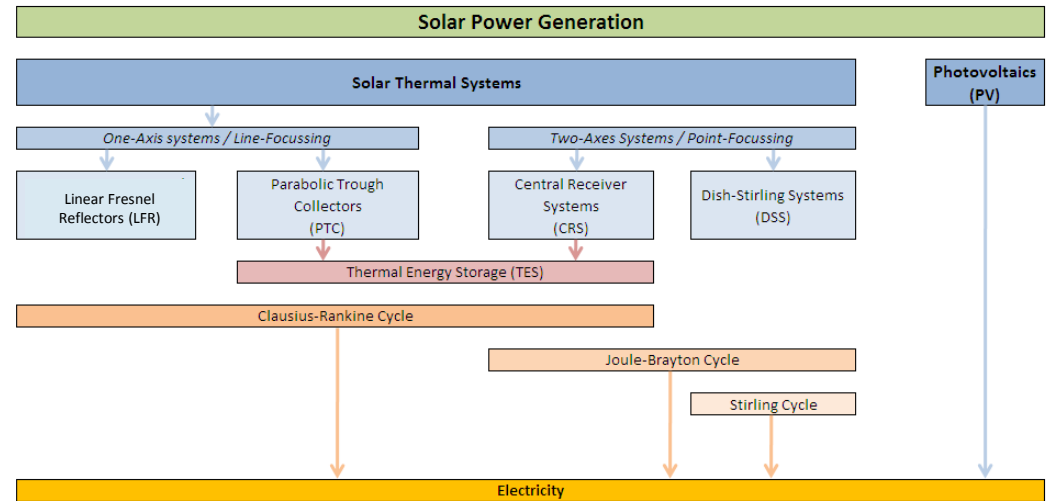 Solar Power Generation
Solar Thermal Systems
Photovoltaics
(PV)
One-Axis systems / Line-Focussing
Two-Axes Systems / Point-Focussing
Linear Fresnel
Reflectors (LFR)
Parabolic Trough
Collectors
(PTC)
Central Receiver
Systems
(CRS)
Dish-Stirling Systems
(DSS)
Thermal Energy Storage (TES)
Clausius-Rankine Cycle
Joule-Brayton Cycle
Stirling Cycle
Electricity